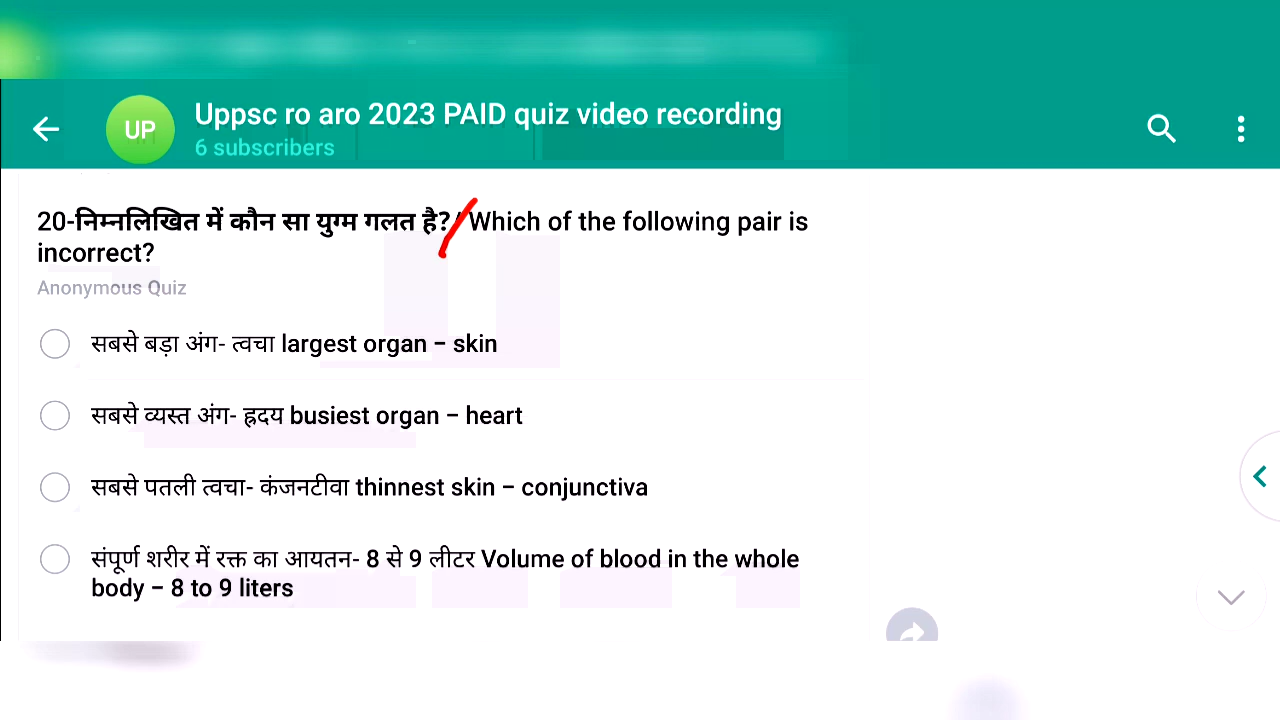 UP
Uppsc ro aro 2023 PAID quiz video recording
6 subscribers
20-निम्नलिखित में कौन सा युग्म गलत है?/ Which of the following pair is
incorrect?
Anonymous Quiz
सबसे बड़ा अंग- त्वचा largest organ – skin
सबसे व्यस्त अंग- ह्रदय busiest organ – heart
सबसे पतली त्वचा- कंजनटीवा thinnest skin – conjunctiva
संपूर्ण शरीर में रक्त का आयतन- 8 से 9 लीटर Volume of blood in the whole
body – 8 to 9 liters